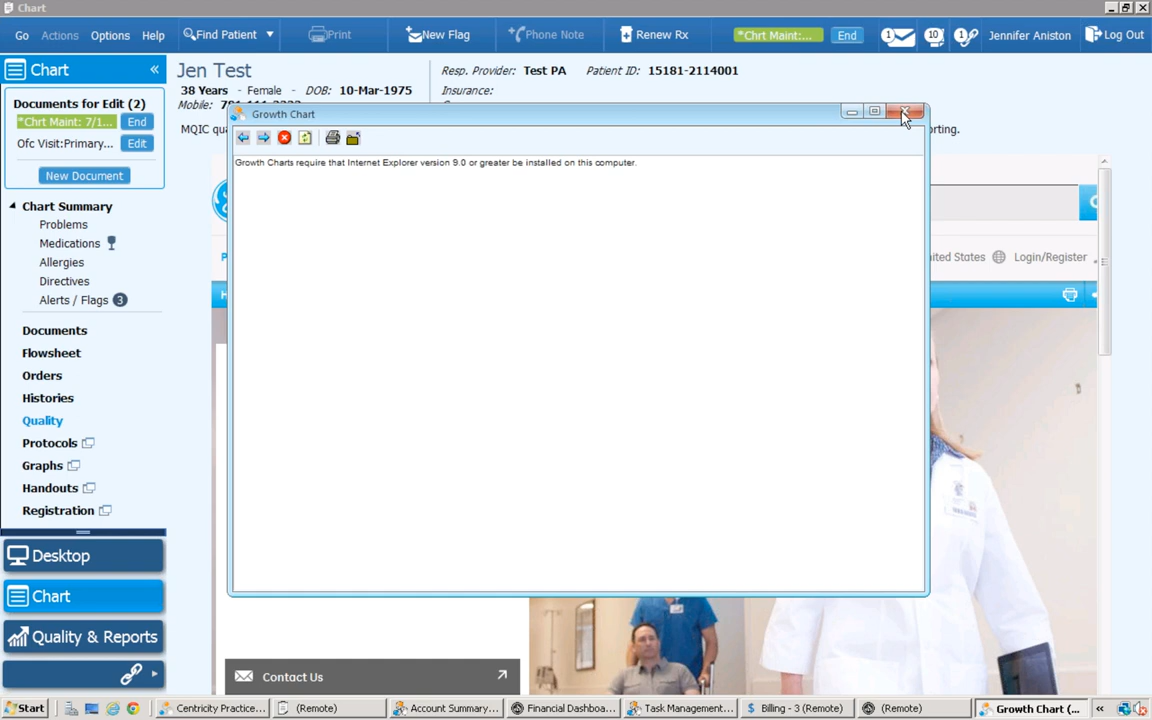 Chart
Go Actions Options Help
Find Patient
Print
New Flag
Phone Note
Renew Rx
*Chrt Maint:...
End
1
10
1
Jennifer Aniston
Log Out
Chart
Documents for Edit (2)
*Chrt Maint: 7/1... End
Ofc Visit:Primary... Edit
New Document
Chart Summary
Problems
Medications
Allergies
Directives
Alerts / Flags 3
Documents
Flowsheet
Orders
Histories
Quality
Protocols
Graphs
Handouts
Registration
Desktop
Chart
Quality & Reports
Jen Test
38 Years - Female - DOB: 10-Mar-1975
Mobile:
Resp. Provider: Test PA Patient ID: 15181-2114001
Insurance:
MQIC
Growth Chart
Growth Charts require that Internet Explorer version 9.0 or greater be installed on this computer.
Login/Register
Contact Us
Start
Centricity Practice...
(Remote)
Account Summary...
Financial Dashboa...
Task Management...
Billing - 3 (Remote)
(Remote)
Growth Chart (...